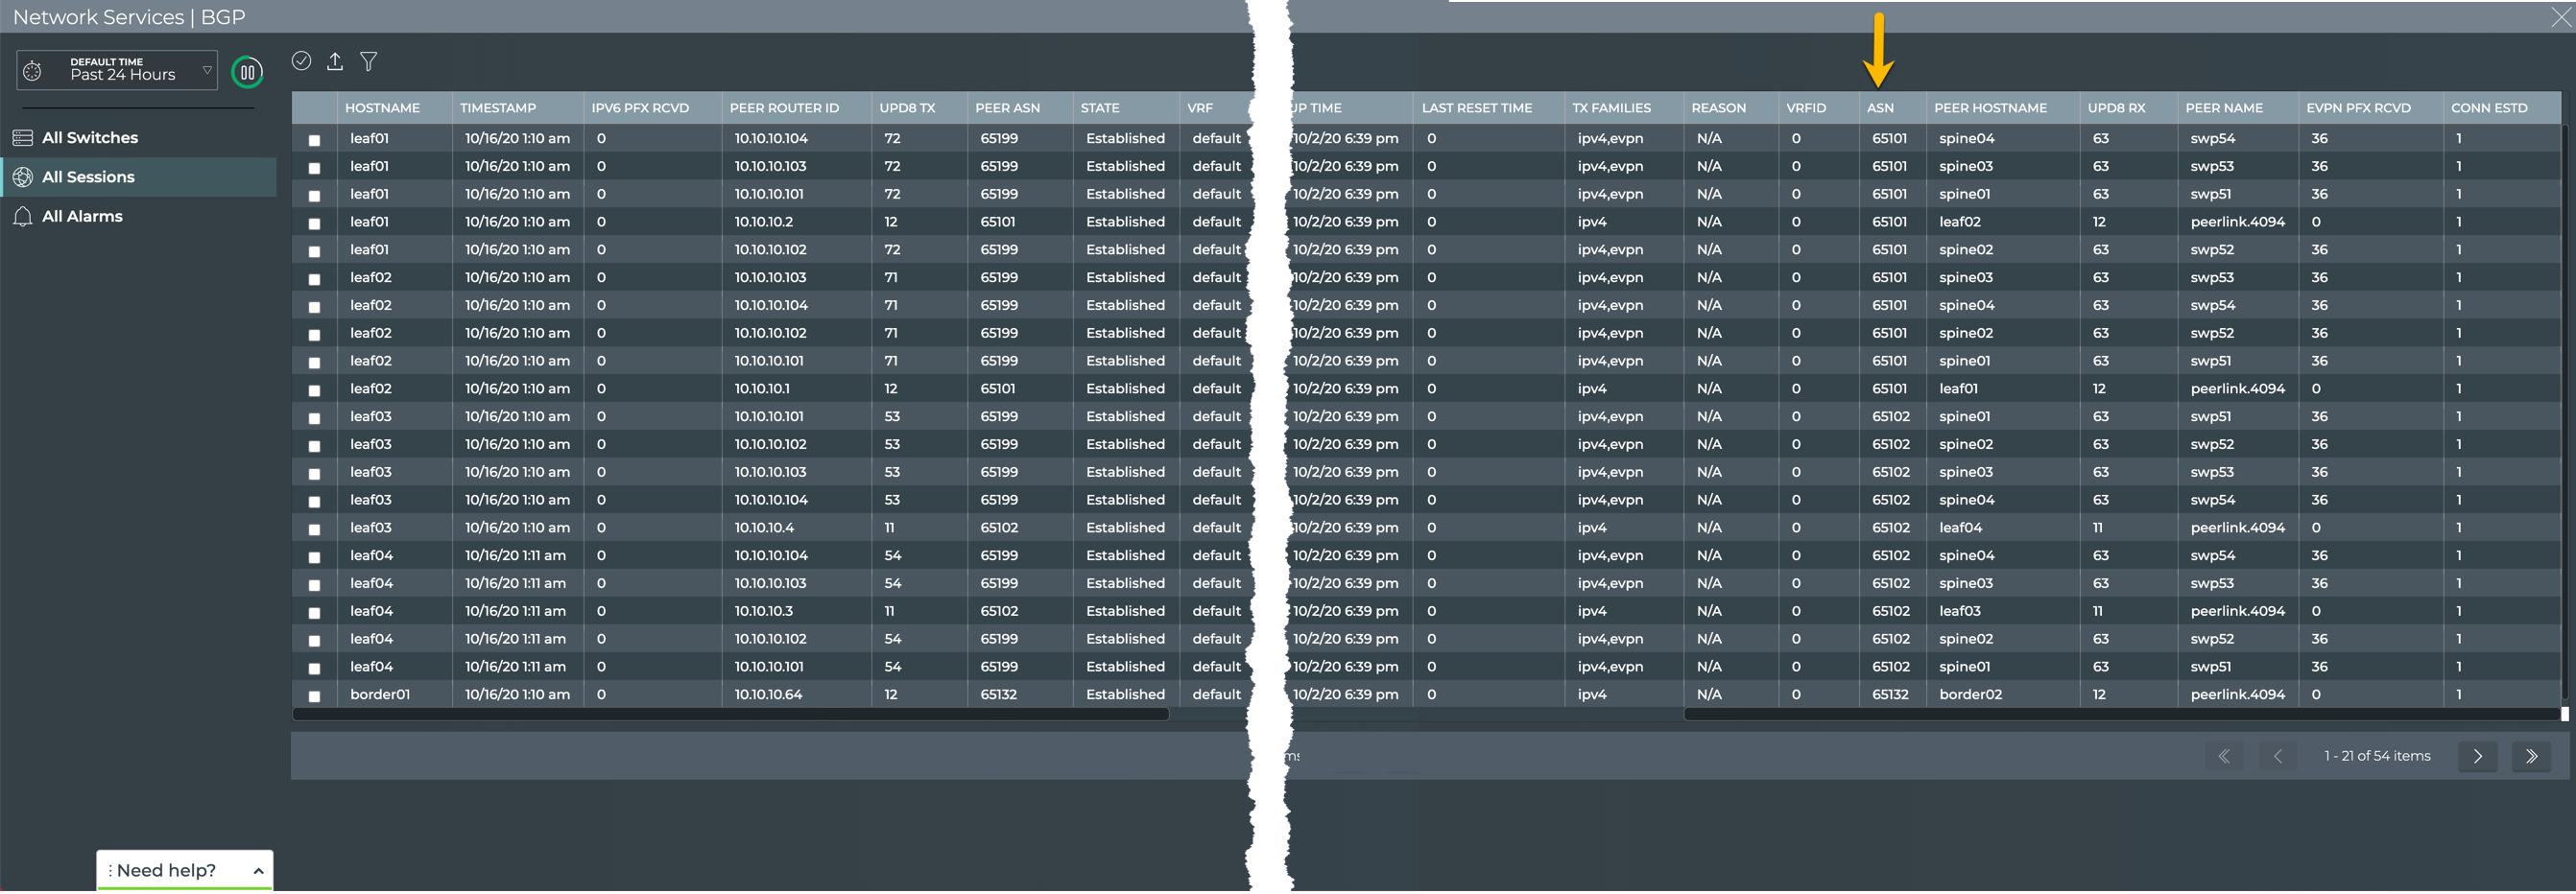 Network Services | BGP
DEFAULT TIME
Past 24 Hours
All Switches
All Sessions
All Alarms
HOSTNAME TIMESTAMP IPV6 PFX RCVD PEER ROUTER ID UPD8 TX PEER ASN STATE VRF UP TIME LAST RESET TIME TX FAMILIES REASON VRFID ASN PEER HOSTNAME UPD8 RX PEER NAME EVPN PFX RCVD CONN ESTD
leaf01 10/16/20 1:10 am 0 10.10.10.104 72 65199 Established default 10/2/20 6:39 pm 0 ipv4,evpn N/A 0 65101 spine04 63 swp54 36 1
leaf01 10/16/20 1:10 am 0 10.10.10.103 72 65199 Established default 10/2/20 6:39 pm 0 ipv4,evpn N/A 0 65101 spine03 63 swp53 36 1
leaf01 10/16/20 1:10 am 0 10.10.10.101 72 65199 Established default 10/2/20 6:39 pm 0 ipv4,evpn N/A 0 65101 spine01 63 swp51 36 1
leaf01 10/16/20 1:10 am 0 10.10.10.2 12 65101 Established default 10/2/20 6:39 pm 0 ipv4 N/A 0 65101 leaf02 12 peerlink.4094 0 1
leaf01 10/16/20 1:10 am 0 10.10.10.102 72 65199 Established default 10/2/20 6:39 pm 0 ipv4,evpn N/A 0 65101 spine02 63 swp52 36 1
leaf02 10/16/20 1:10 am 0 10.10.10.103 71 65199 Established default 10/2/20 6:39 pm 0 ipv4,evpn N/A 0 65101 spine03 63 swp53 36 1
leaf02 10/16/20 1:10 am 0 10.10.10.104 71 65199 Established default 10/2/20 6:39 pm 0 ipv4,evpn N/A 0 65101 spine04 63 swp54 36 1
leaf02 10/16/20 1:10 am 0 10.10.10.102 71 65199 Established default 10/2/20 6:39 pm 0 ipv4,evpn N/A 0 65101 spine02 63 swp52 36 1
leaf02 10/16/20 1:10 am 0 10.10.10.101 71 65199 Established default 10/2/20 6:39 pm 0 ipv4,evpn N/A 0 65101 spine01 63 swp51 36 1
leaf02 10/16/20 1:10 am 0 10.10.10.1 12 65101 Established default 10/2/20 6:39 pm 0 ipv4 N/A 0 65101 leaf01 12 peerlink.4094 0 1
leaf03 10/16/20 1:10 am 0 10.10.10.101 53 65199 Established default 10/2/20 6:39 pm 0 ipv4,evpn N/A 0 65102 spine01 63 swp51 36 1
leaf03 10/16/20 1:10 am 0 10.10.10.102 53 65199 Established default 10/2/20 6:39 pm 0 ipv4,evpn N/A 0 65102 spine02 63 swp52 36 1
leaf03 10/16/20 1:10 am 0 10.10.10.103 53 65199 Established default 10/2/20 6:39 pm 0 ipv4,evpn N/A 0 65102 spine03 63 swp53 36 1
leaf03 10/16/20 1:10 am 0 10.10.10.104 53 65199 Established default 10/2/20 6:39 pm 0 ipv4,evpn N/A 0 65102 spine04 63 swp54 36 1
leaf03 10/16/20 1:10 am 0 10.10.10.4 11 65102 Established default 10/2/20 6:39 pm 0 ipv4 N/A 0 65102 leaf04 11 peerlink.4094 0 1
leaf04 10/16/20 1:11 am 0 10.10.10.104 54 65199 Established default 10/2/20 6:39 pm 0 ipv4,evpn N/A 0 65102 spine04 63 swp54 36 1
leaf04 10/16/20 1:11 am 0 10.10.10.103 54 65199 Established default 10/2/20 6:39 pm 0 ipv4,evpn N/A 0 65102 spine03 63 swp53 36 1
leaf04 10/16/20 1:11 am 0 10.10.10.3 11 65102 Established default 10/2/20 6:39 pm 0 ipv4 N/A 0 65102 leaf03 11 peerlink.4094 0 1
leaf04 10/16/20 1:11 am 0 10.10.10.102 54 65199 Established default 10/2/20 6:39 pm 0 ipv4,evpn N/A 0 65102 spine02 63 swp52 36 1
leaf04 10/16/20 1:11 am 0 10.10.10.101 54 65199 Established default 10/2/20 6:39 pm 0 ipv4,evpn N/A 0 65102 spine01 63 swp51 36 1
border01 10/16/20 1:10 am 0 10.10.10.64 12 65132 Established default 10/2/20 6:39 pm 0 ipv4 N/A 0 65132 border02 12 peerlink.4094 0 1
1 - 21 of 54 items
Need help?